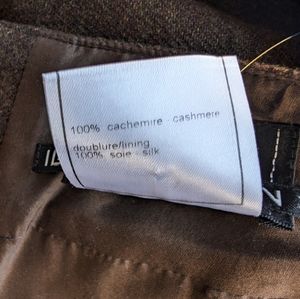 100% cachemire - cashmere
doublure/lining
100% soie - silk